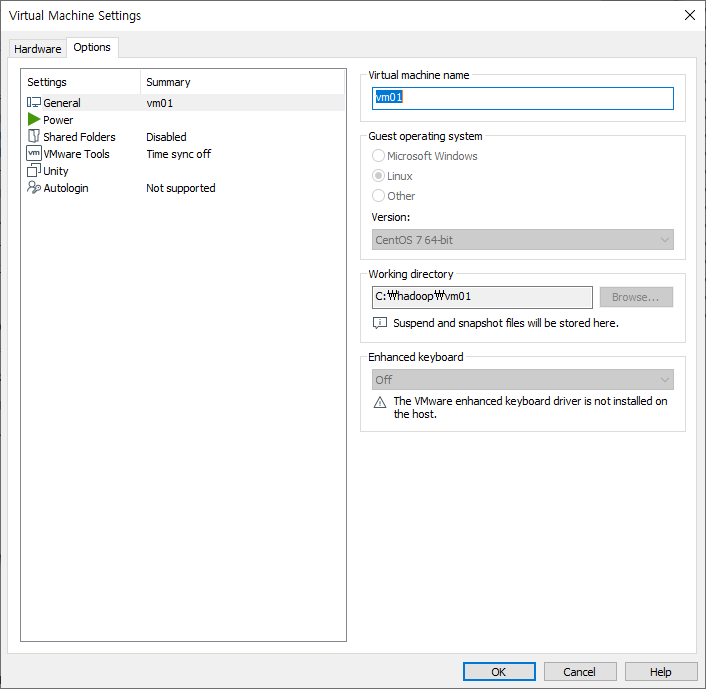 Virtual Machine Settings
Hardware Options
Settings Summary
General vm01
Power
Shared Folders Disabled
vm VMware Tools Time sync off
Unity
Autologin Not supported
Virtual machine name
vm01
Guest operating system
Microsoft Windows
Linux
Other
Version:
CentOS 7 64-bit
Working directory
C:₩hadoop₩vm01 Browse...
Suspend and snapshot files will be stored here.
Enhanced keyboard
Off
The VMware enhanced keyboard driver is not installed on
the host.
OK Cancel Help